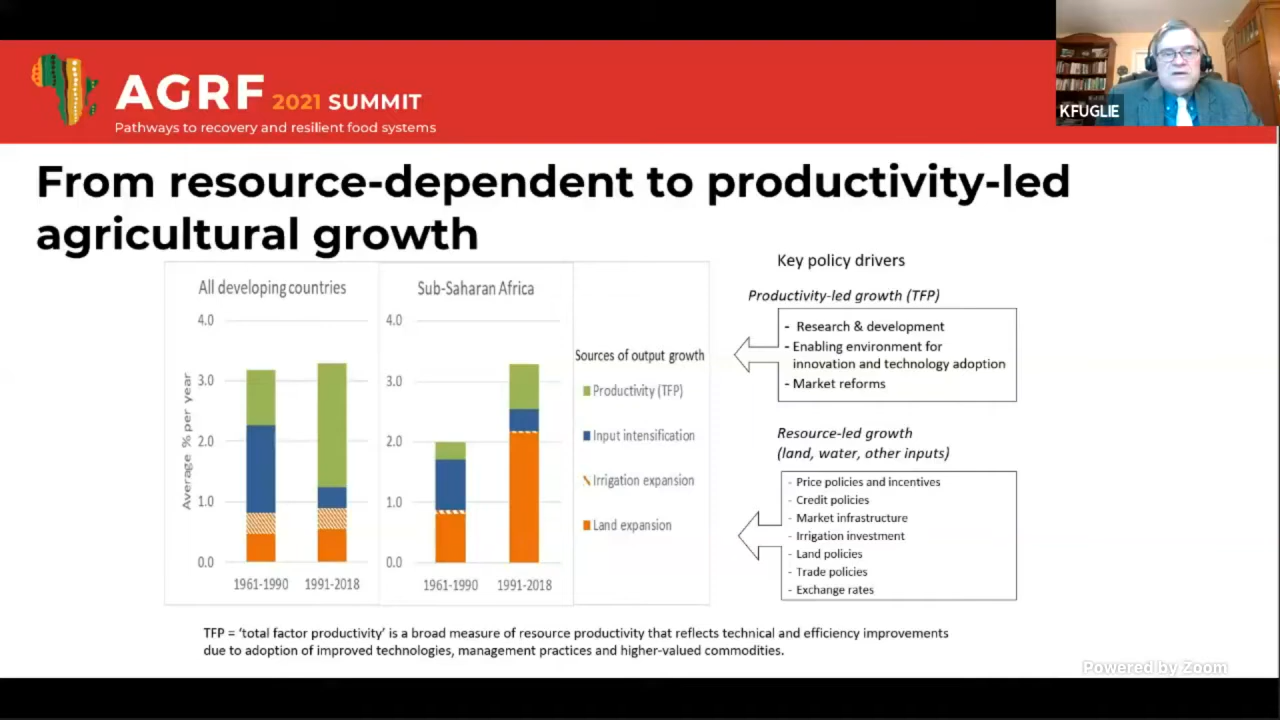 AGRF 2021 SUMMIT
Pathways to recovery and resilient food systems
KFUGLIE
From resource-dependent to productivity-led
agricultural growth
All developing countries
4.0
3.0
2.0
1.0
0.0
Average % per year
1961-1990
1991-2018
Sub-Saharan Africa
4.0
3.0
2.0
1.0
0.0
1961-1990
1991-2018
Sources of output growth
Productivity (TFP)
Input intensification
Irrigation expansion
Land expansion
Key policy drivers
Productivity-led growth (TFP)
- Research & development
- Enabling environment for
innovation and technology adoption
- Market reforms
Resource-led growth
(land, water, other inputs)
- Price policies and incentives
- Credit policies
- Market infrastructure
- Irrigation investment
- Land policies
- Trade policies
- Exchange rates
TFP = ‘total factor productivity’ is a broad measure of resource productivity that reflects technical and efficiency improvements
due to adoption of improved technologies, management practices and higher-valued commodities.
Powered by Zoom